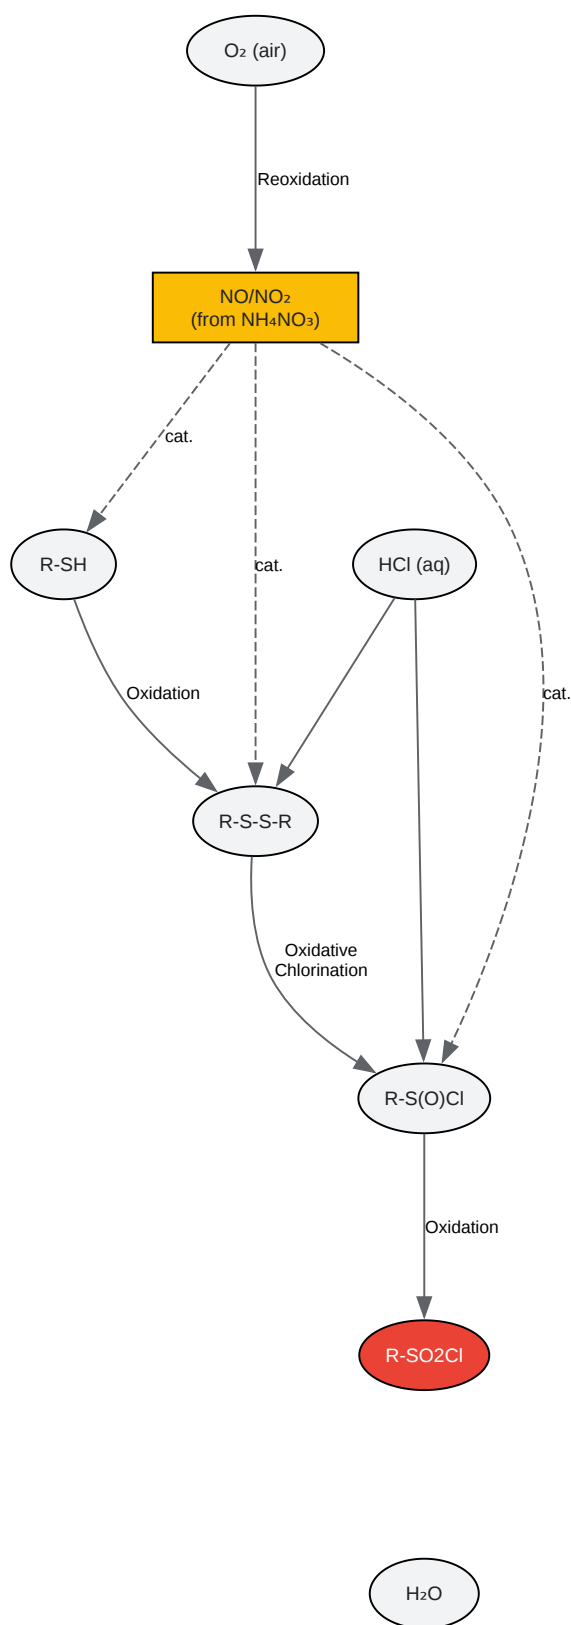 O₂ (air)
Reoxidation
NO/NO₂
(from NH₄NO₃)
cat.
R-SH
cat.
HCl (aq)
Oxidation
cat.
R-S-S-R
Oxidative
Chlorination
R-S(O)Cl
Oxidation
R-SO2Cl
H₂O